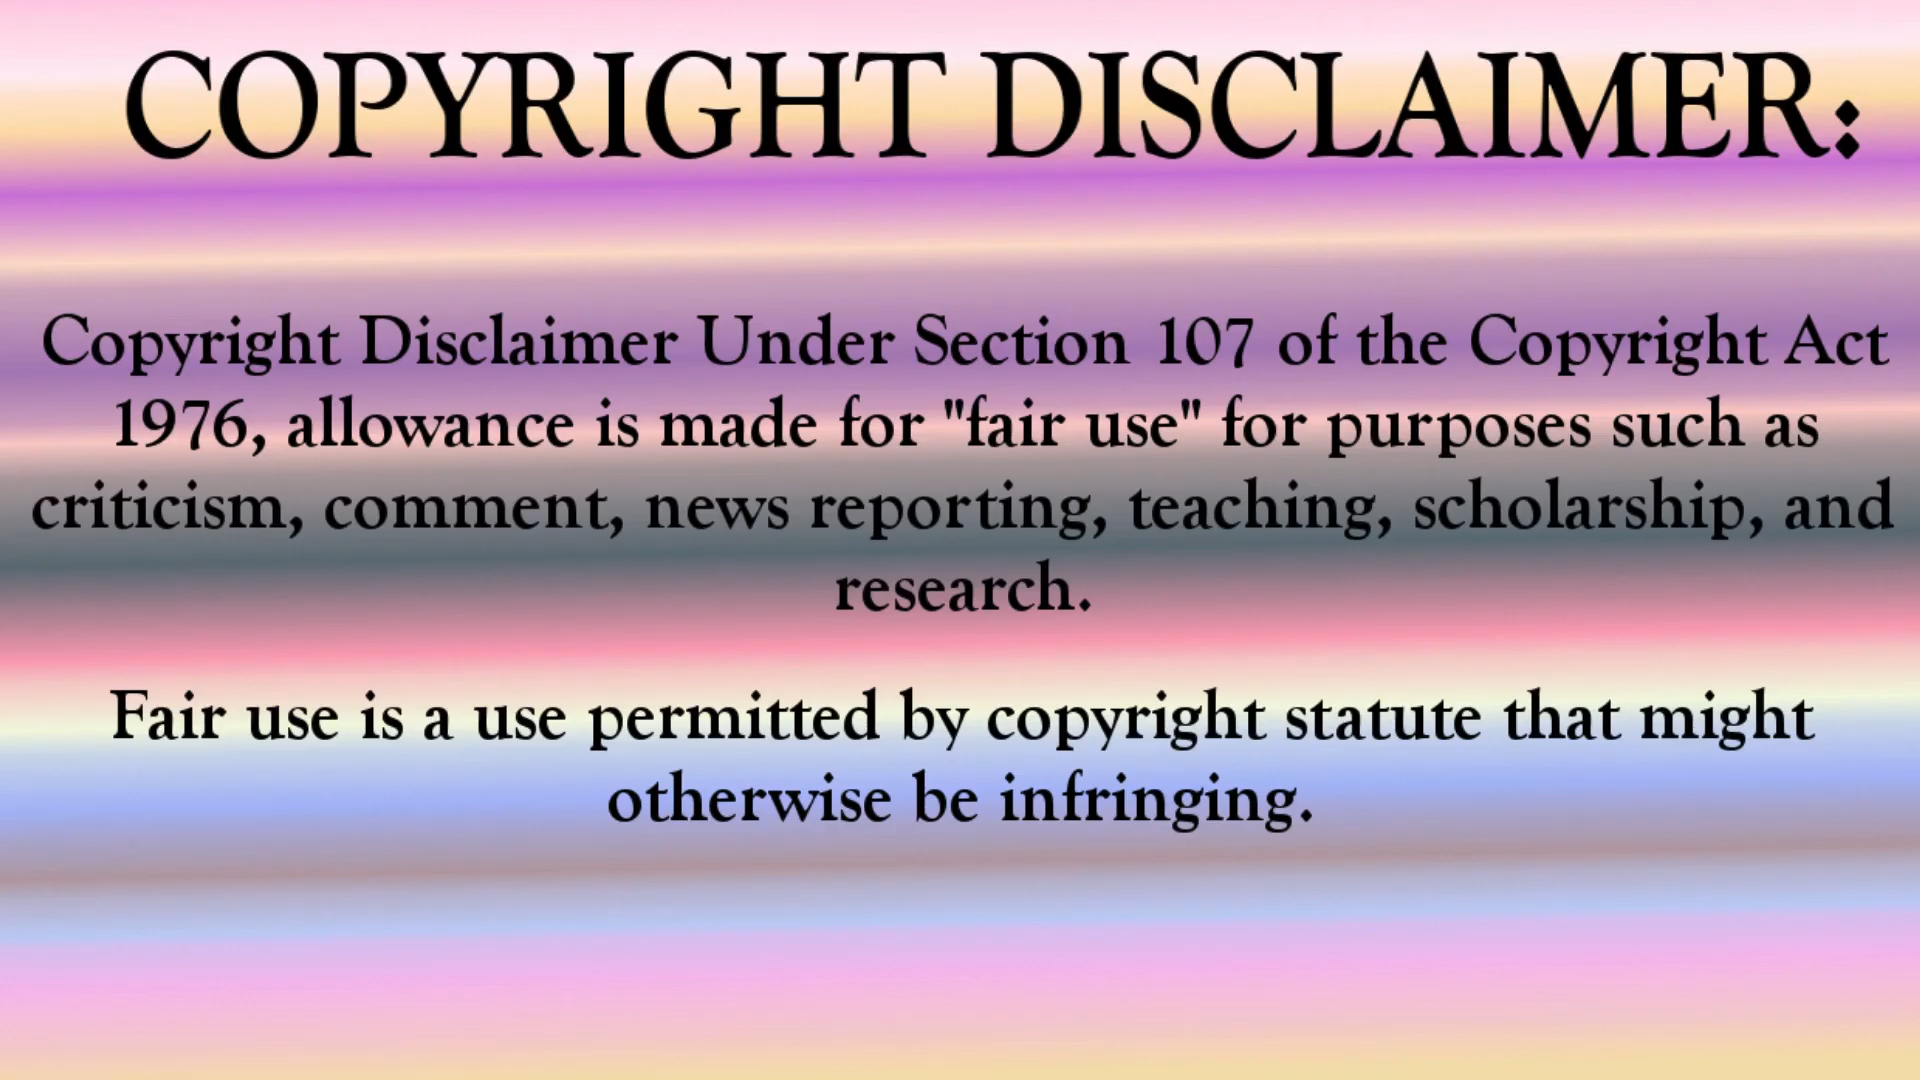 COPYRIGHT DISCLAIMER:
Copyright Disclaimer Under Section 107 of the Copyright Act
1976, allowance is made for "fair use" for purposes such as
criticism, comment, news reporting, teaching, scholarship, and
research.
Fair use is a use permitted by copyright statute that might
otherwise be infringing.